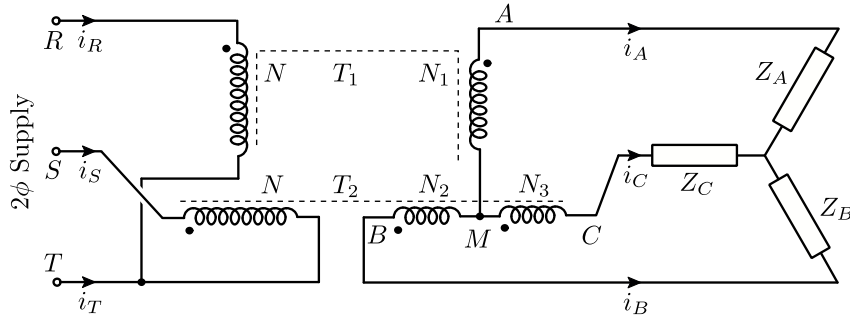 A
R
i_R
i_A
N
T_1
N_1
Z_A
2ϕ Supply
S
i_S
i_C
Z_C
N
T_2
N_2
N_3
Z_B
B
M
C
T
i_T
i_B